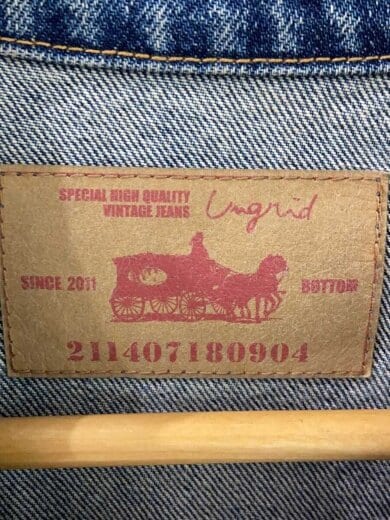 SPECIAL HIGH QUALITY
VINTAGE JEANS
Ungrid
SINCE 2011
BOTTOM
211407180904